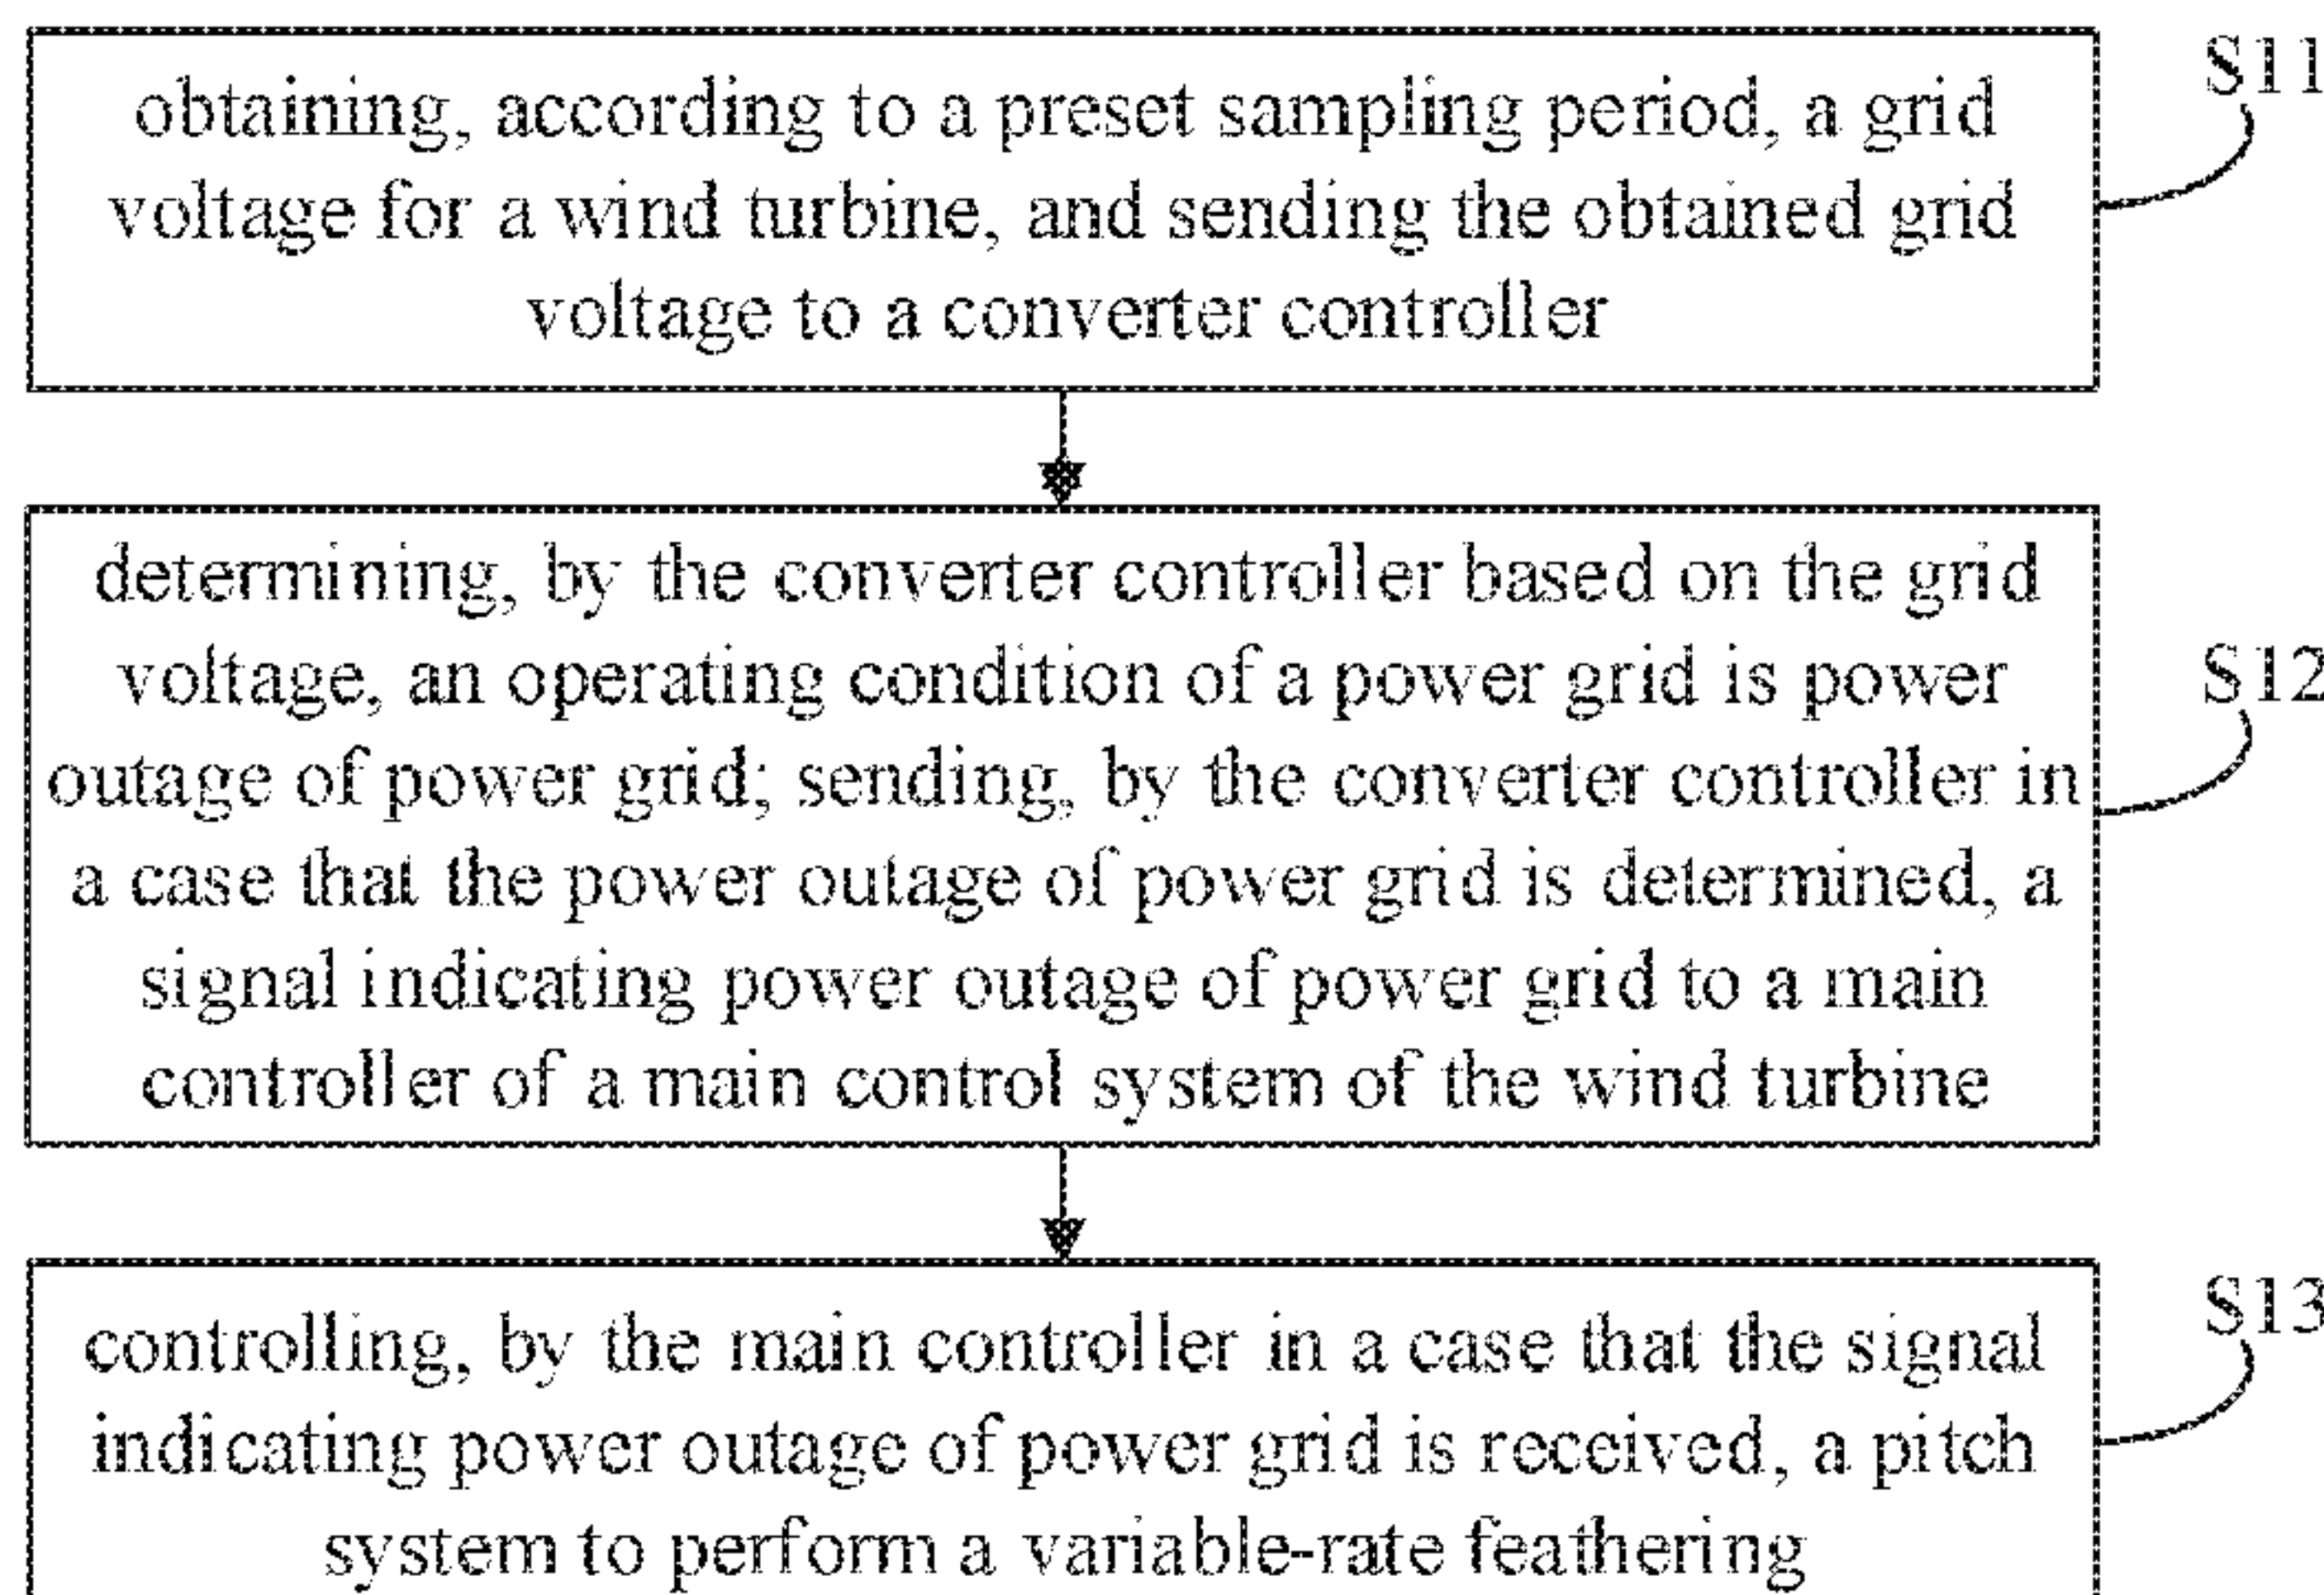 obtaining, according to a preset sampling period, a grid
voltage for a wind turbine, and sending the obtained grid
voltage to a converter controller
S11
determining, by the converter controller based on the grid
voltage, an operating condition of a power grid is power
outage of power grid; sending, by the converter controller in
a case that the power outage of power grid is determined, a
signal indicating power outage of power grid to a main
controller of a main control system of the wind turbine
S12
controlling, by the main controller in a case that the signal
indicating power outage of power grid is received, a pitch
system to perform a variable-rate feathering
S13